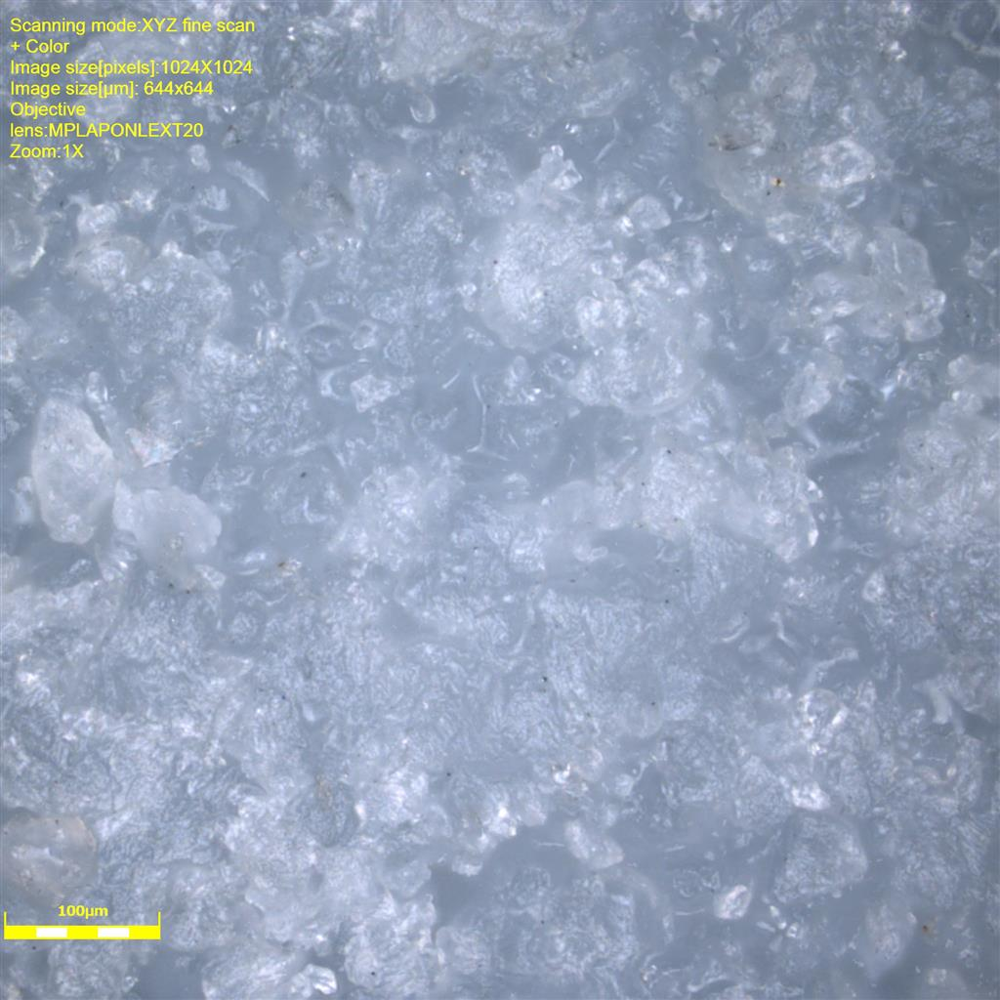 Scanning mode:XYZ fine scan
+ Color
Image size[pixels]:1024X1024
Image size[µm]: 644x644
Objective
lens:MPLAPONLEXT20
Zoom:1X
100µm